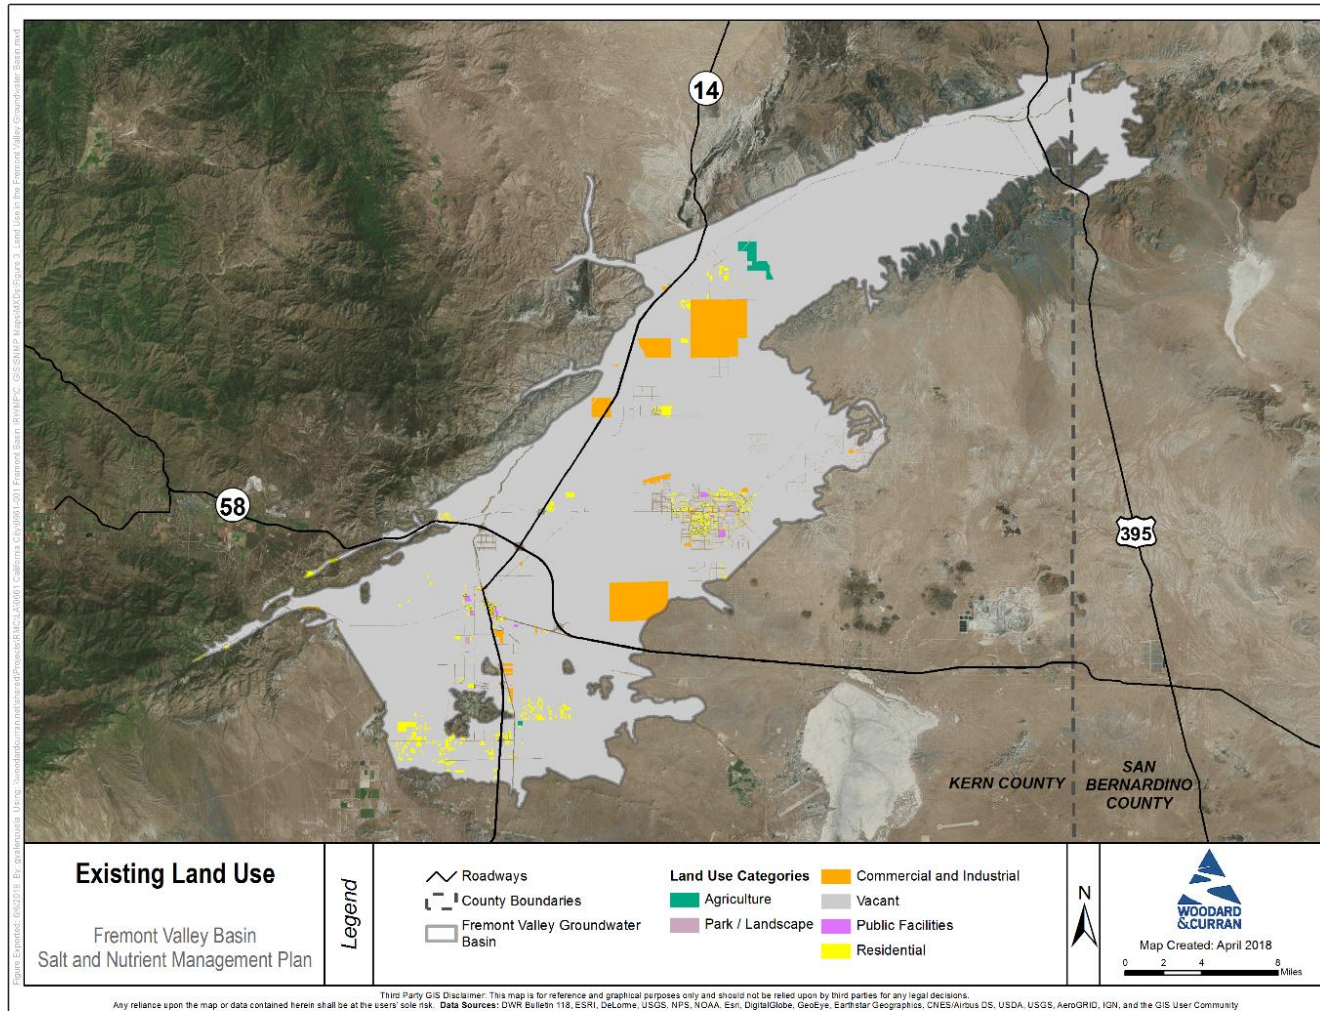 14
58
395
KERN COUNTY
SAN
BERNARDINO
COUNTY
Existing Land Use
Fremont Valley Basin
Salt and Nutrient Management Plan
Legend
Roadways
County Boundaries
Fremont Valley Groundwater
Basin
Land Use Categories
Agriculture
Park / Landscape
Commercial and Industrial
Vacant
Public Facilities
Residential
N
WOODARD
&CURRAN
Map Created: April 2018
0 2 4 8
Miles
Third Party GIS Disclaimer: This map is for reference and graphical purposes only and should not be relied upon by third parties for any legal decisions.
Any reliance upon the map or data contained herein shall be at the users' sole risk. Data Sources: DWR Bulletin 118, ESRI, DeLorme, USGS, NPS, NOAA, Esri, DigitalGlobe, GeoEye, Earthstar Geographics, CNES/Airbus DS, USDA, USGS, AeroGRID, IGN, and the GIS User Community